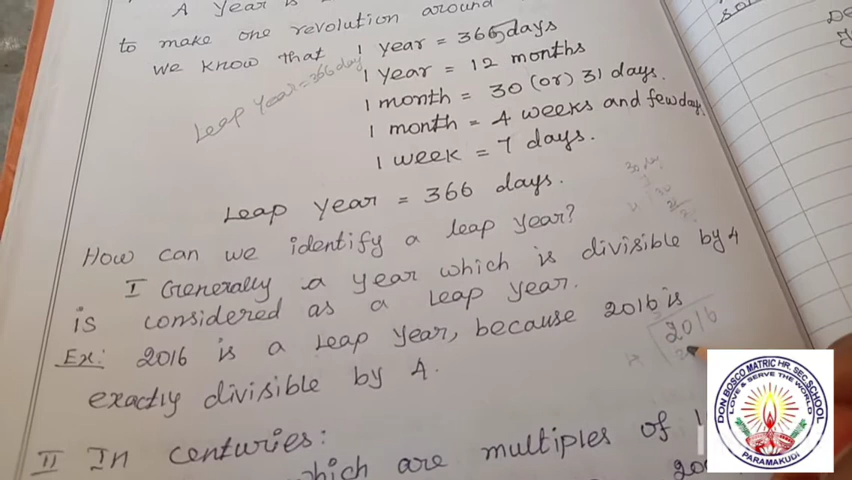 A Year is
to make one revolution around
we know that 1 year = 365 days
Leap Year = 366 day
1 year = 12 months
1 month = 30 (or) 31 days.
1 month = 4 weeks and few day
1 week = 7 days.
30 day
Leap Year = 366 days.
How can we identify a leap year?
I Generally a year which is divisible by 4
is considered as a Leap year.
Ex: 2016 is a Leap Year, because 2016 is
exactly divisible by 4.
2016
II In centuries:
which are multiples of
DON BOSCO MATRIC HR. SEC SCHOOL
LOVE & SERVE THE WORLD
PARAMAKUDI